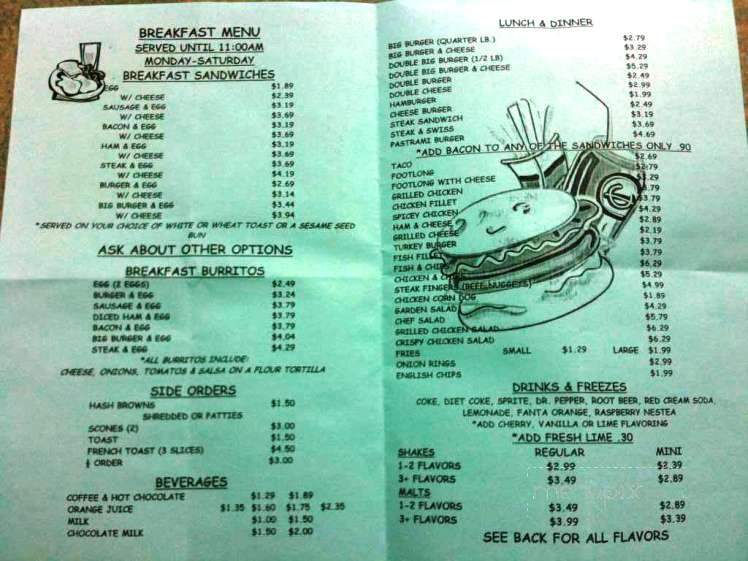 BREAKFAST MENU
SERVED UNTIL 11:00AM
MONDAY-SATURDAY
BREAKFAST SANDWICHES
EGG $1.89
W/ CHEESE $2.39
SAUSAGE & EGG $3.19
W/ CHEESE $3.69
BACON & EGG $3.19
W/ CHEESE $3.69
HAM & EGG $3.19
W/ CHEESE $3.69
STEAK & EGG $3.69
W/ CHEESE $4.19
BURGER & EGG $2.69
W/ CHEESE $3.14
BIG BURGER & EGG $3.44
W/ CHEESE $3.94
*SERVED ON YOUR CHOICE OF WHITE OR WHEAT TOAST OR A SESAME SEED
BUN
ASK ABOUT OTHER OPTIONS
BREAKFAST BURRITOS
EGG (2 EGGS) $2.49
BURGER & EGG $3.24
SAUSAGE & EGG $3.79
DICED HAM & EGG $3.79
BACON & EGG $3.79
BIG BURGER & EGG $4.04
STEAK & EGG $4.29
*ALL BURRITOS INCLUDE:
CHEESE, ONIONS, TOMATOS & SALSA ON A FLOUR TORTILLA
SIDE ORDERS
HASH BROWNS $1.50
SHREDDED OR PATTIES
SCONES (2) $3.00
TOAST $1.50
FRENCH TOAST (3 SLICES) $4.50
½ ORDER $3.00
BEVERAGES
COFFEE & HOT CHOCOLATE $1.29 $1.89
ORANGE JUICE $1.35 $1.60 $1.75 $2.35
MILK $1.00 $1.50
CHOCOLATE MILK $1.50 $2.00
LUNCH & DINNER
BIG BURGER (QUARTER LB.) $2.79
BIG BURGER & CHEESE $3.29
DOUBLE BIG BURGER (1/2 LB) $4.29
DOUBLE BIG BURGER & CHEESE $5.29
DOUBLE BURGER $2.49
DOUBLE CHEESE $2.99
HAMBURGER $1.99
CHEESE BURGER $2.49
STEAK SANDWICH $3.19
STEAK & SWISS $3.69
PASTRAMI BURGER $4.69
*ADD BACON TO ANY OF THE SANDWICHES ONLY .90
TACO $2.69
FOOTLONG $2.79
FOOTLONG WITH CHEESE $3.29
GRILLED CHICKEN $3.79
CHICKEN FILLET $3.79
SPICY CHICKEN $4.29
HAM & CHEESE $2.89
GRILLED CHEESE $2.19
TURKEY BURGER $3.79
FISH FILLET $3.79
FISH & CHIPS $6.29
CHICKEN & CHIPS $5.29
STEAK FINGERS (BEEF NUGGETS) $4.99
CHICKEN CORN DOG $1.89
GARDEN SALAD $4.29
CHEF SALAD $5.79
GRILLED CHICKEN SALAD $6.29
CRISPY CHICKEN SALAD $6.29
FRIES SMALL $1.29 LARGE $1.99
ONION RINGS $2.99
ENGLISH CHIPS $1.99
DRINKS & FREEZES
COKE, DIET COKE, SPRITE, DR. PEPPER, ROOT BEER, RED CREAM SODA,
LEMONADE, FANTA ORANGE, RASPBERRY NESTEA
*ADD CHERRY, VANILLA OR LIME FLAVORING
*ADD FRESH LIME .30
SHAKES REGULAR MINI
1-2 FLAVORS $2.99 $2.39
3+ FLAVORS $3.49 $2.89
MALTS
1-2 FLAVORS $3.49 $2.89
3+ FLAVORS $3.99 $3.39
SEE BACK FOR ALL FLAVORS